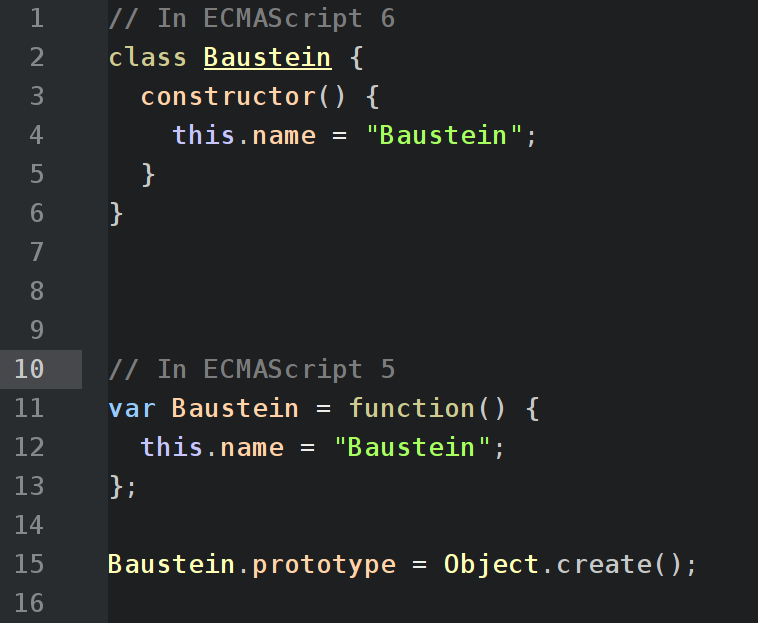 1 // In ECMAScript 6
2 class Baustein {
3   constructor() {
4     this.name = "Baustein";
5   }
6 }
7
8
9
10 // In ECMAScript 5
11 var Baustein = function() {
12   this.name = "Baustein";
13 };
14
15 Baustein.prototype = Object.create();
16